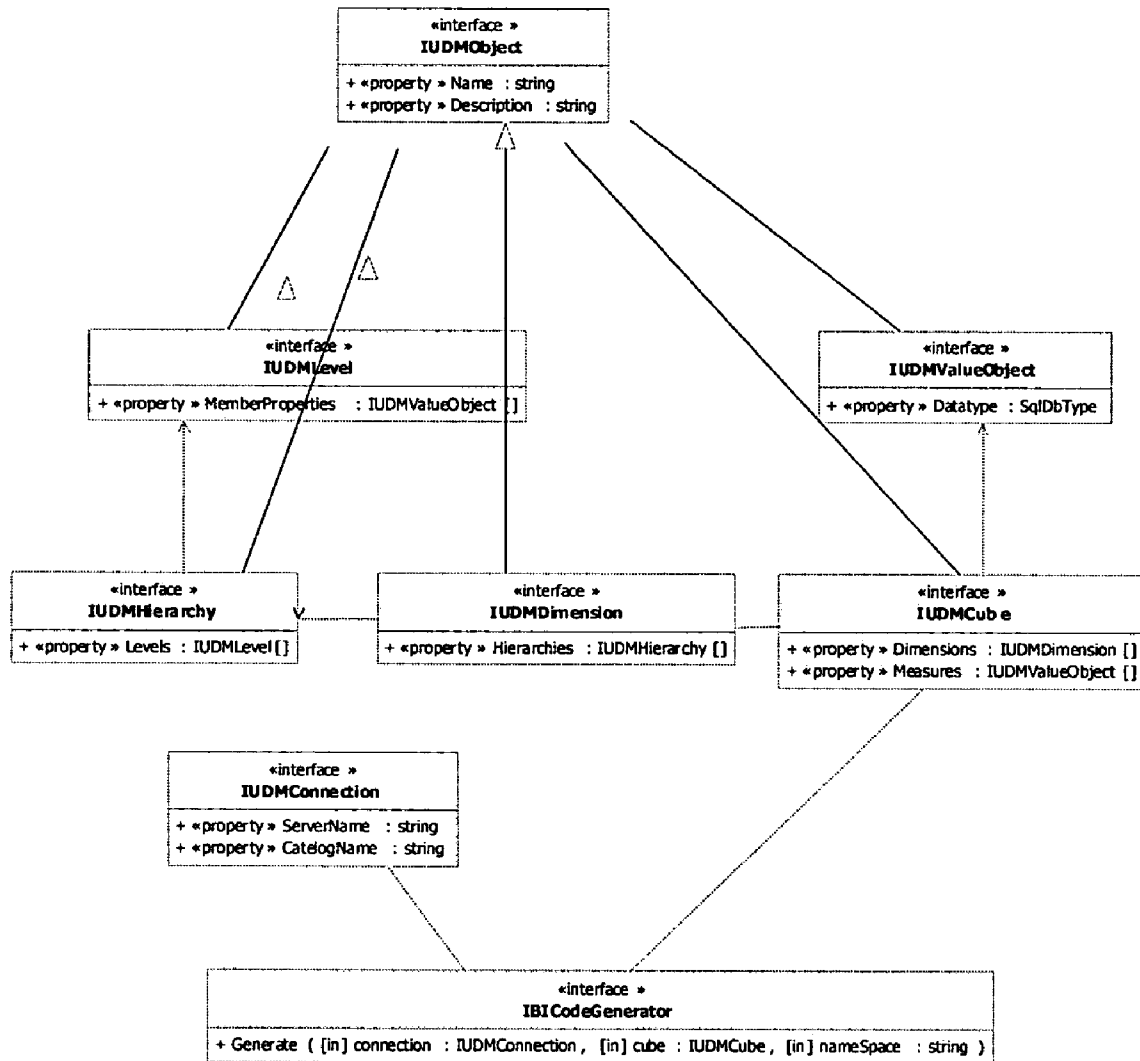 «interface »
IUDMObject
+ «property » Name : string
+ «property » Description : string
«interface »
IUDMLevel
+ «property » MemberProperties : IUDMValueObject []
«interface »
IUDMValueObject
+ «property » Datatype : SqlDbType
«interface »
IUDMHierarchy
+ «property » Levels : IUDMLevel[]
«interface »
IUDMDimension
+ «property » Hierarchies : IUDMHierarchy []
«interface »
IUDMCube
+ «property » Dimensions : IUDMDimension []
+ «property » Measures : IUDMValueObject []
«interface »
IUDMConnection
+ «property » ServerName : string
+ «property » CatelogName : string
«interface »
IBICodeGenerator
+ Generate ( [in] connection : IUDMConnection, [in] cube : IUDMCube, [in] nameSpace : string )